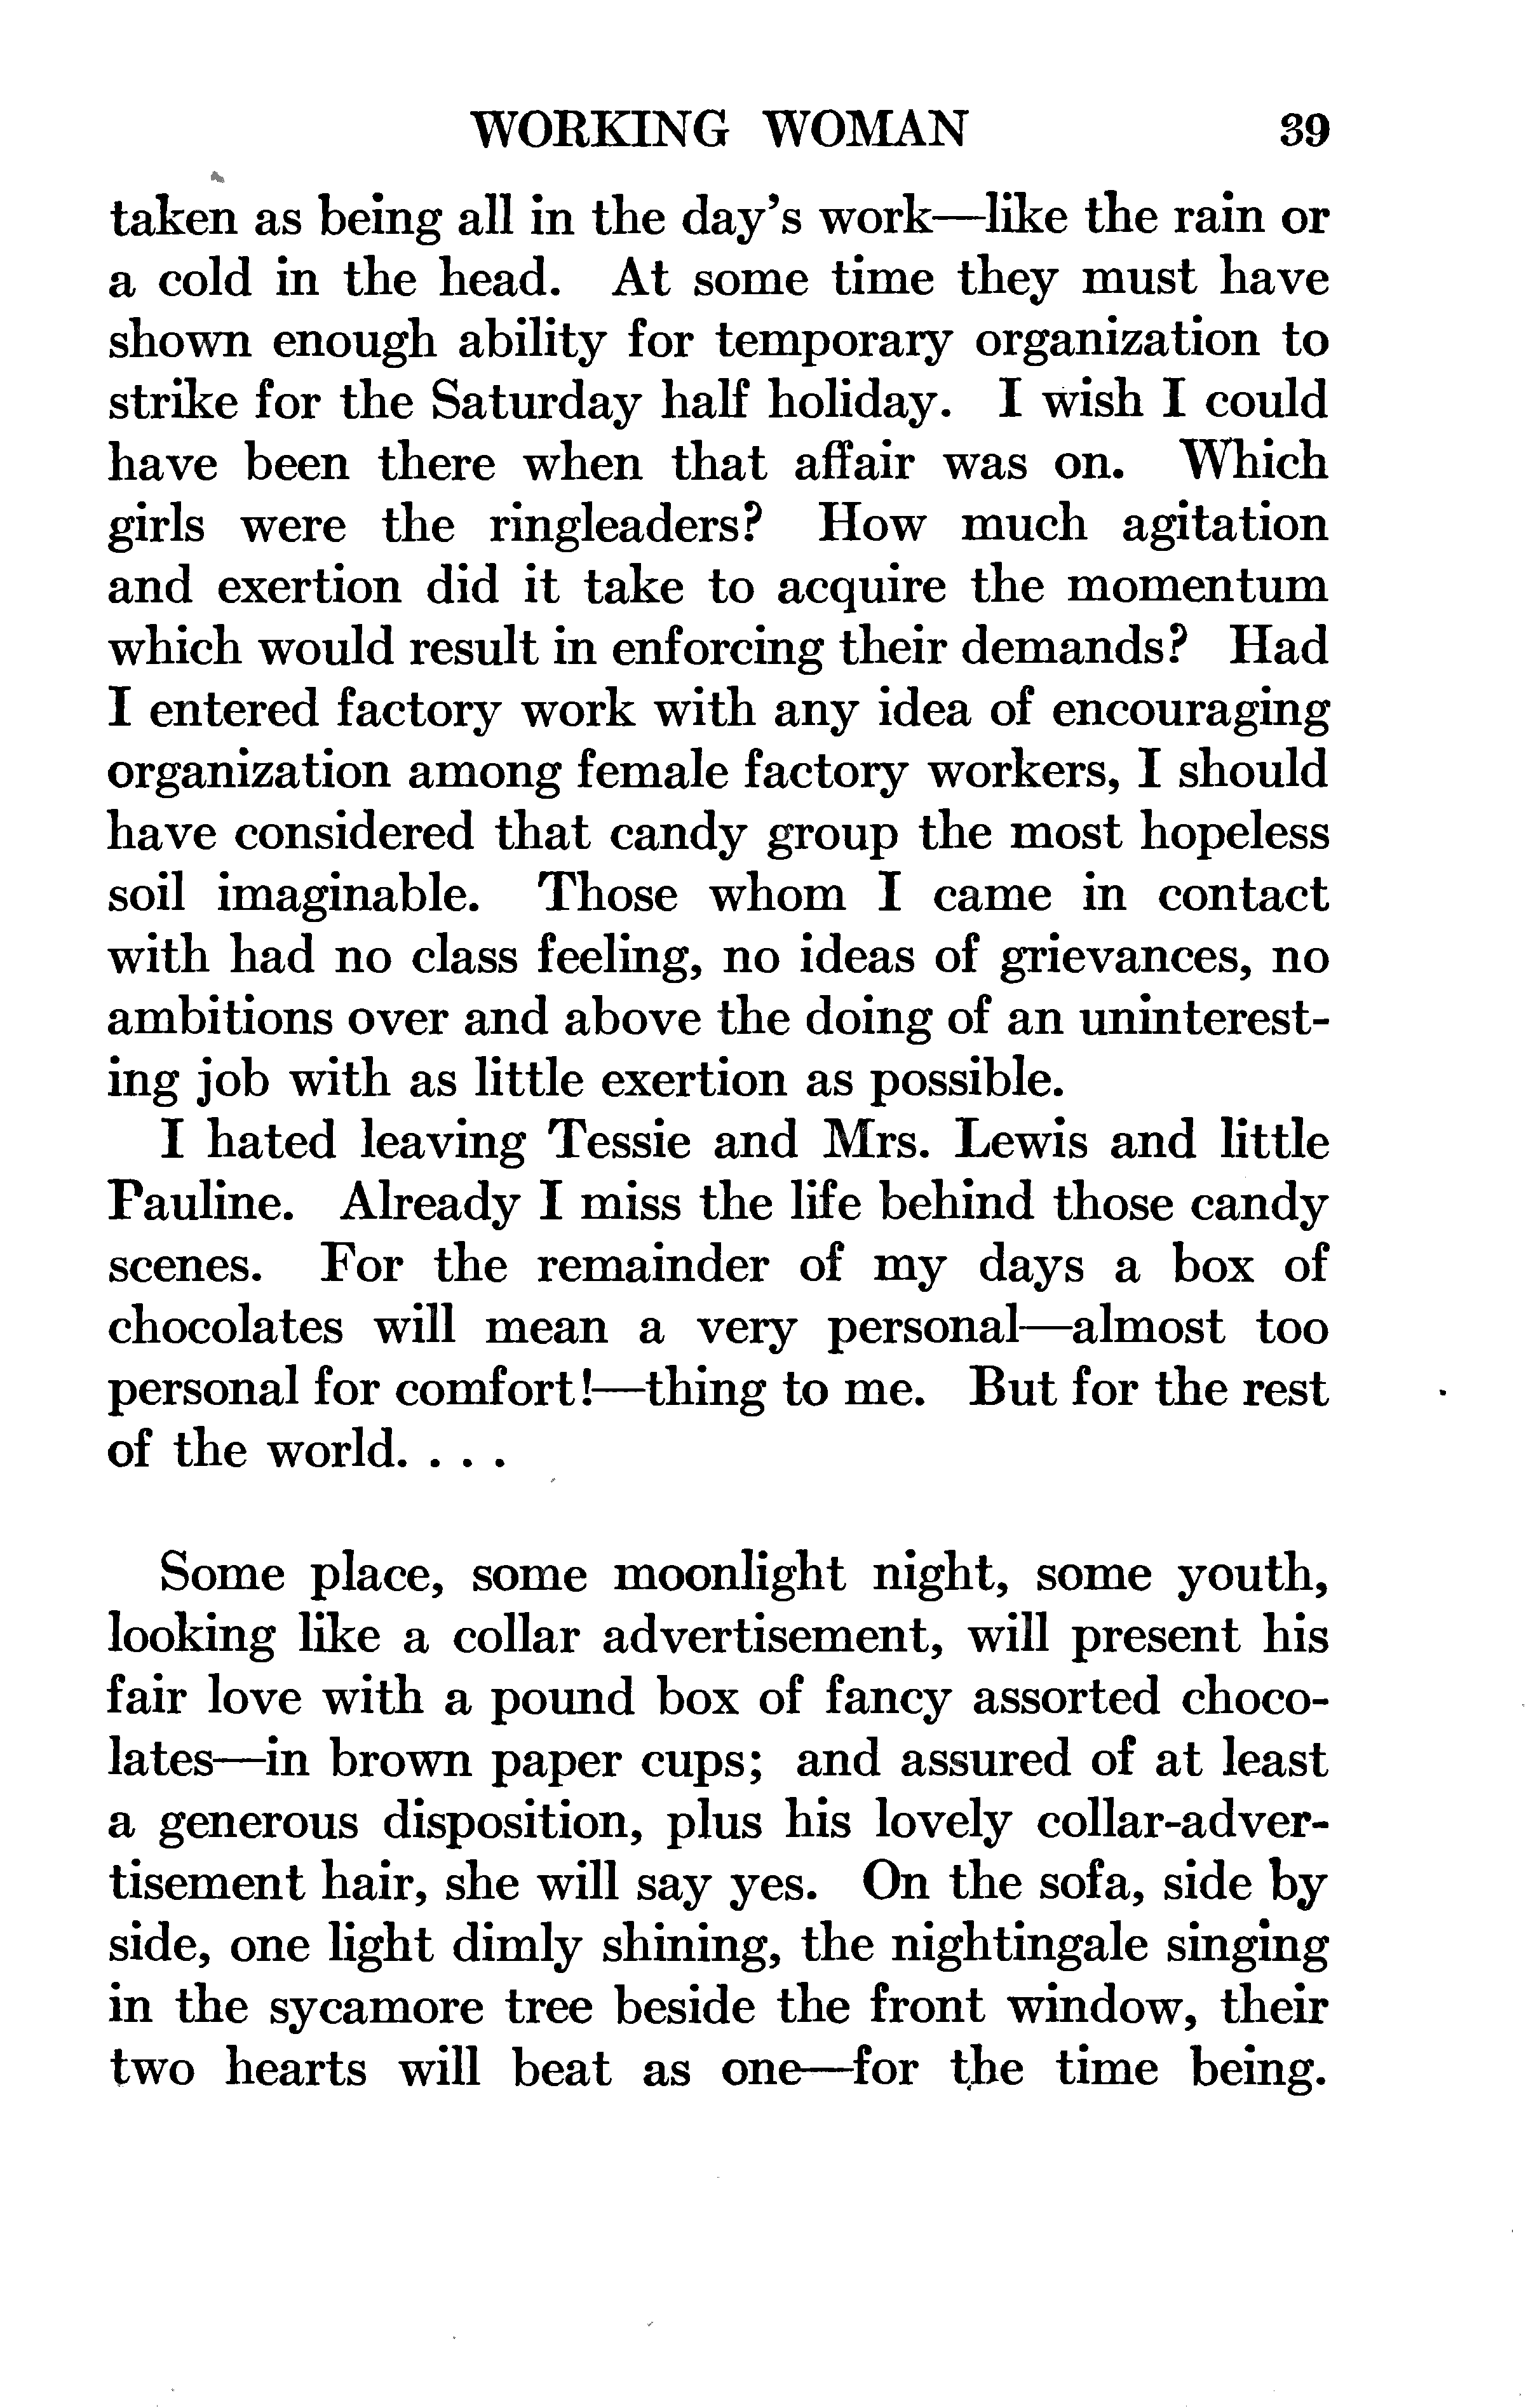 WORKING WOMAN 39
taken as being all in the day's work—like the rain or
a cold in the head. At some time they must have
shown enough ability for temporary organization to
strike for the Saturday half holiday. I wish I could
have been there when that affair was on. Which
girls were the ringleaders? How much agitation
and exertion did it take to acquire the momentum
which would result in enforcing their demands? Had
I entered factory work with any idea of encouraging
organization among female factory workers, I should
have considered that candy group the most hopeless
soil imaginable. Those whom I came in contact
with had no class feeling, no ideas of grievances, no
ambitions over and above the doing of an uninterest-
ing job with as little exertion as possible.
I hated leaving Tessie and Mrs. Lewis and little
Pauline. Already I miss the life behind those candy
scenes. For the remainder of my days a box of
chocolates will mean a very personal—almost too
personal for comfort!—thing to me. But for the rest
of the world. . . .
Some place, some moonlight night, some youth,
looking like a collar advertisement, will present his
fair love with a pound box of fancy assorted choco-
lates—in brown paper cups; and assured of at least
a generous disposition, plus his lovely collar-adver-
tisement hair, she will say yes. On the sofa, side by
side, one light dimly shining, the nightingale singing
in the sycamore tree beside the front window, their
two hearts will beat as one—for the time being.